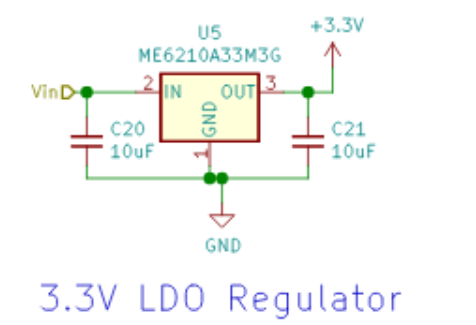 +3.3V
U5
ME6210A33M3G
Vin
2
IN
OUT
3
GND
1
C20
10uF
C21
10uF
GND
3.3V LDO Regulator